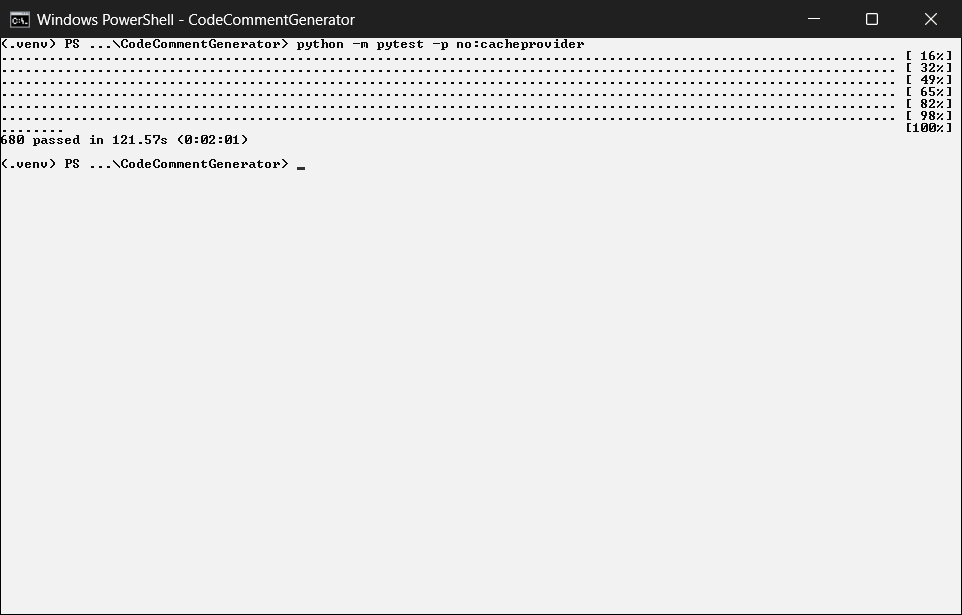 Windows PowerShell - CodeCommentGenerator
(.venv) PS ...\CodeCommentGenerator> python -m pytest -p no:cacheprovider
................................................................................................................ [ 16%]
................................................................................................................ [ 32%]
................................................................................................................ [ 49%]
................................................................................................................ [ 65%]
................................................................................................................ [ 82%]
................................................................................................................ [ 98%]
........ [100%]
680 passed in 121.57s (0:02:01)
(.venv) PS ...\CodeCommentGenerator> _